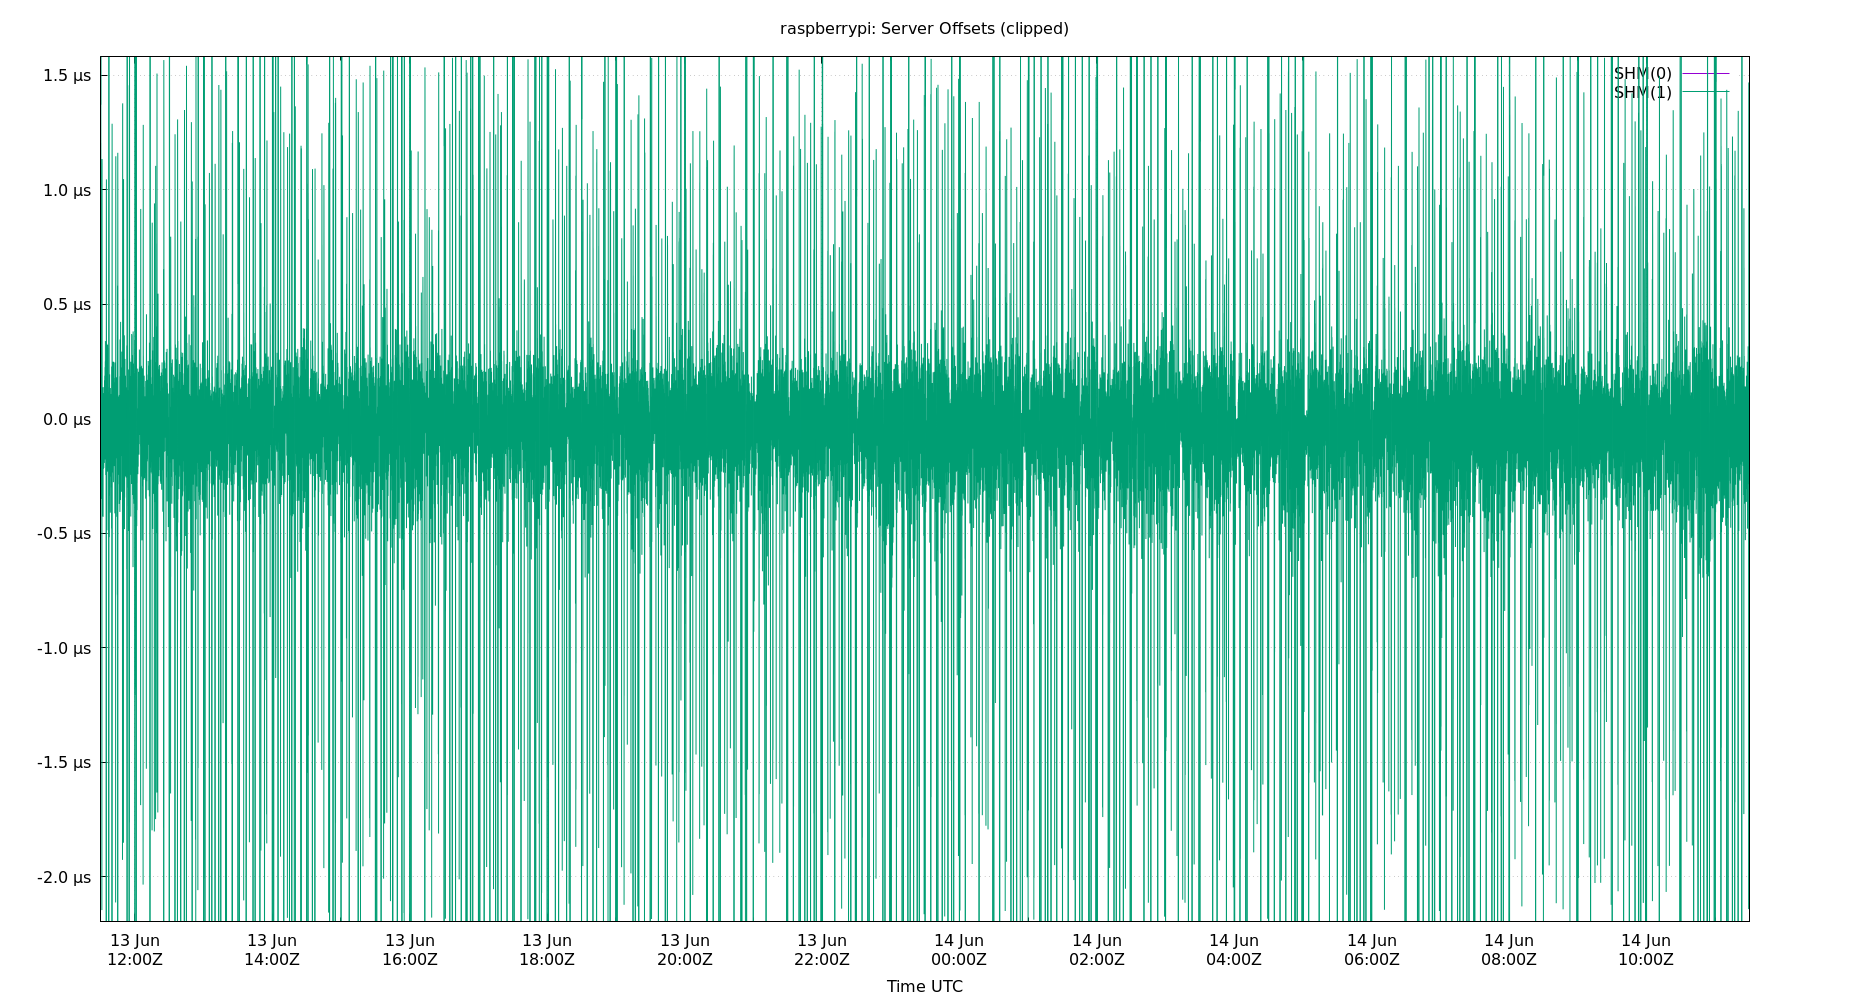 raspberrypi: Server Offsets (clipped)
SHM(0)
SHM(1)
1.5 µs
1.0 µs
0.5 µs
0.0 µs
-0.5 µs
-1.0 µs
-1.5 µs
-2.0 µs
13 Jun 13 Jun 13 Jun 13 Jun 13 Jun 13 Jun 14 Jun 14 Jun 14 Jun 14 Jun 14 Jun 14 Jun
12:00Z 14:00Z 16:00Z 18:00Z 20:00Z 22:00Z 00:00Z 02:00Z 04:00Z 06:00Z 08:00Z 10:00Z
Time UTC